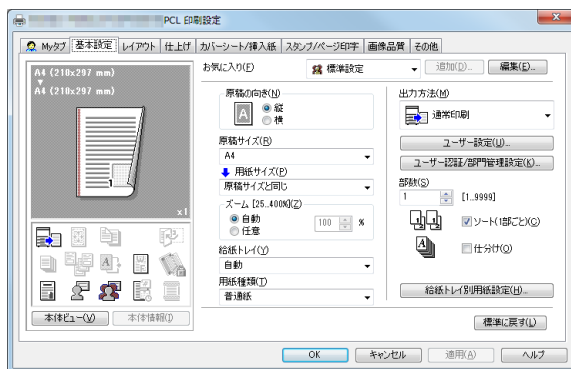 PCL 印刷設定
Myタブ 基本設定 レイアウト 仕上げ カバーシート/挿入紙 スタンプ/ページ印字 画像品質 その他
A4 (210x297 mm)
A4 (210x297 mm)
x1
本体ビュー(V) 本体情報(I)
お気に入り(F) 標準設定 追加(D)... 編集(E)...
原稿の向き(N)
縦
横
原稿サイズ(R)
A4
用紙サイズ(P)
原稿サイズと同じ
ズーム [25..400%](Z)
自動
任意
100 %
給紙トレイ(Y)
自動
用紙種類(T)
普通紙
出力方法(M)
通常印刷
ユーザー設定(U)...
ユーザー認証/部門管理設定(K)...
部数(S)
1 [1..9999]
ソート(1部ごと)(C)
仕分け(O)
給紙トレイ別用紙設定(H)...
標準に戻す(L)
OK キャンセル 適用(A) ヘルプ